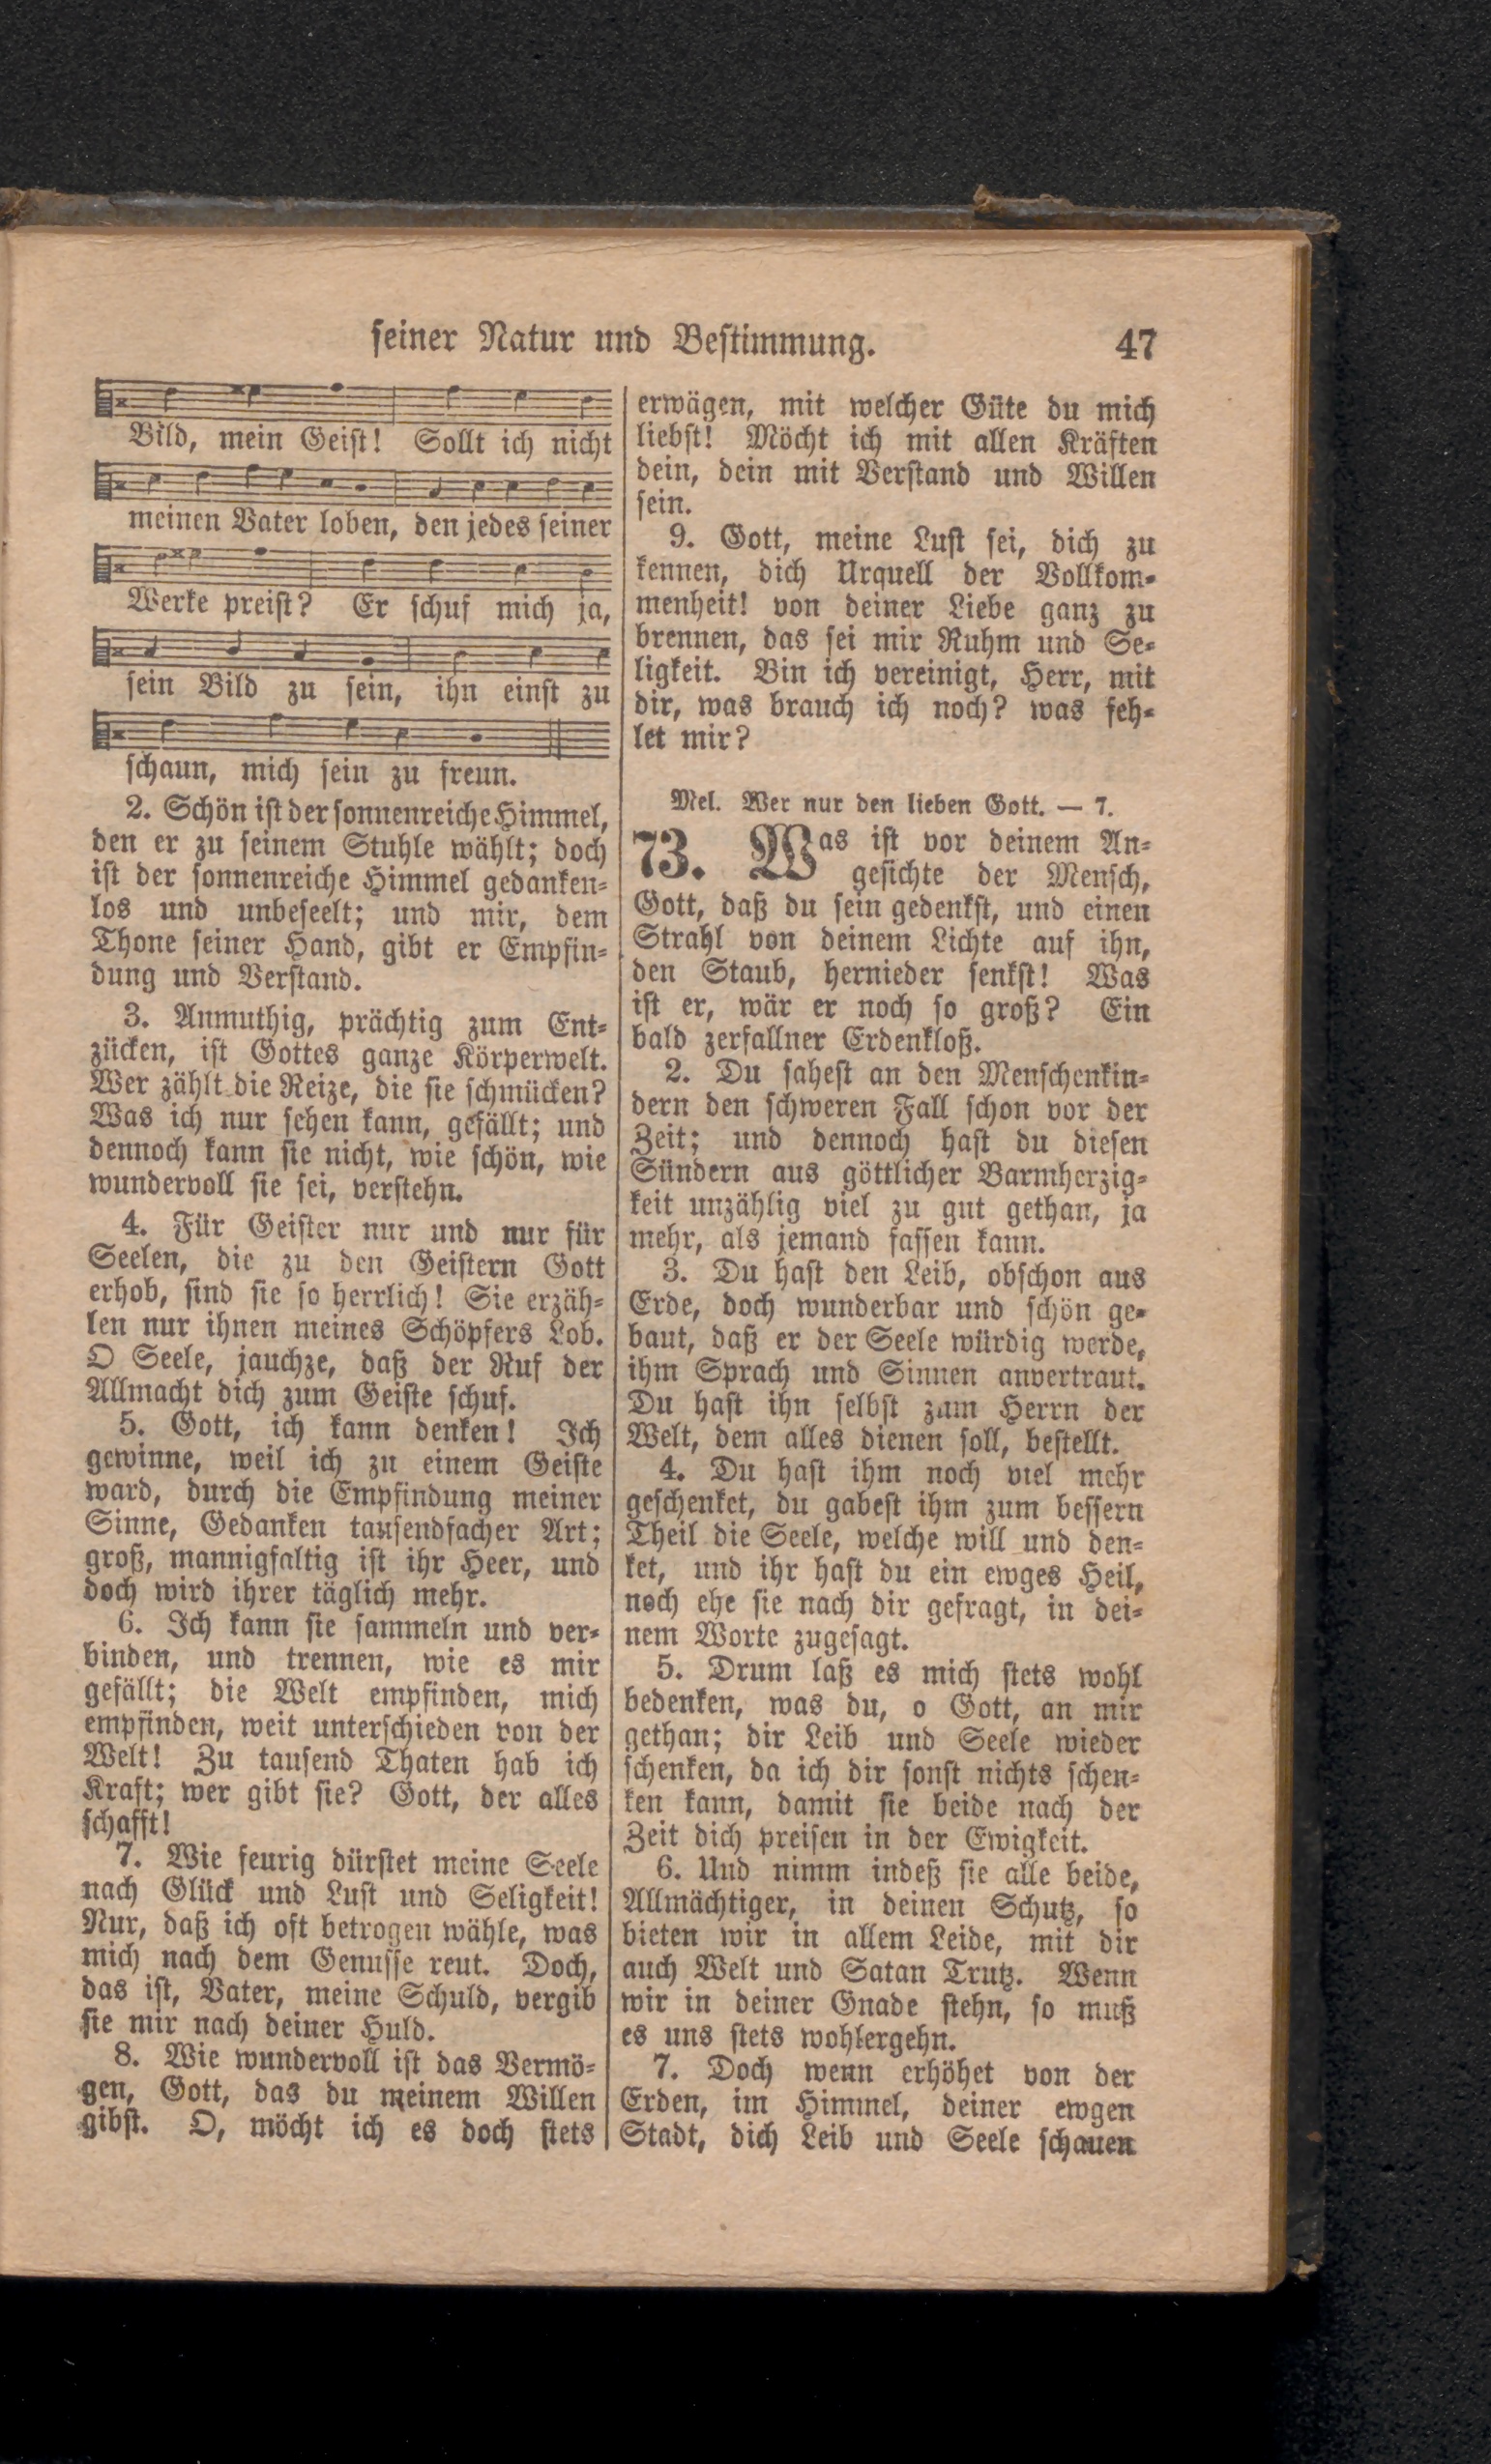 seiner Natur und Bestimmung. 47
Bild, mein Geist! Sollt ich nicht
meinen Vater loben, den jedes seiner
Werke preist? Er schuf mich ja,
sein Bild zu sein, ihn einst zu
schaun, mich sein zu freun.
2. Schön ist der sonnenreiche Himmel,
den er zu seinem Stuhle wählt; doch
ist der sonnenreiche Himmel gedanken-
los und unbeseelt; und mir, dem
Thone seiner Hand, gibt er Empfin-
dung und Verstand.
3. Anmuthig, prächtig zum Ent-
zücken, ist Gottes ganze Körperwelt.
Wer zählt die Reize, die sie schmücken?
Was ich nur sehen kann, gefällt; und
dennoch kann sie nicht, wie schön, wie
wundervoll sie sei, verstehn.
4. Für Geister nur und nur für
Seelen, die zu den Geistern Gott
erhob, sind sie so herrlich! Sie erzäh-
len nur ihnen meines Schöpfers Lob.
O Seele, jauchze, daß der Ruf der
Allmacht dich zum Geiste schuf.
5. Gott, ich kann denken! Ich
gewinne, weil ich zu einem Geiste
ward, durch die Empfindung meiner
Sinne, Gedanken tausendfacher Art;
groß, mannigfaltig ist ihr Heer, und
doch wird ihrer täglich mehr.
6. Ich kann sie sammeln und ver-
binden, und trennen, wie es mir
gefällt; die Welt empfinden, mich
empfinden, weit unterschieden von der
Welt! Zu tausend Thaten hab ich
Kraft; wer gibt sie? Gott, der alles
schafft!
7. Wie feurig dürstet meine Seele
nach Glück und Lust und Seligkeit!
Nur, daß ich oft betrogen wähle, was
mich nach dem Genusse reut. Doch,
das ist, Vater, meine Schuld, vergib
sie mir nach deiner Huld.
8. Wie wundervoll ist das Vermö-
gen, Gott, das du meinem Willen
gibst. O, möcht ich es doch stets
erwägen, mit welcher Güte du mich
liebst! Möcht ich mit allen Kräften
dein, dein mit Verstand und Willen
sein.
9. Gott, meine Lust sei, dich zu
kennen, dich Urquell der Vollkom-
menheit! von deiner Liebe ganz zu
brennen, das sei mir Ruhm und Se-
ligkeit. Bin ich vereinigt, Herr, mit
dir, was brauch ich noch? was feh-
let mir?
Mel. Wer nur den lieben Gott. — 7.
73. Was ist vor deinem An-
gesichte der Mensch,
Gott, daß du sein gedenkst, und einen
Strahl von deinem Lichte auf ihn,
den Staub, hernieder senkst! Was
ist er, wär er noch so groß? Ein
bald zerfallner Erdenkloß.
2. Du sahest an den Menschenkin-
dern den schweren Fall schon vor der
Zeit; und dennoch hast du diesen
Sündern aus göttlicher Barmherzig-
keit unzählig viel zu gut gethan, ja
mehr, als jemand fassen kann.
3. Du hast den Leib, obschon aus
Erde, doch wunderbar und schön ge-
baut, daß er der Seele würdig werde,
ihm Sprach und Sinnen anvertraut.
Du hast ihn selbst zum Herrn der
Welt, dem alles dienen soll, bestellt.
4. Du hast ihm noch viel mehr
geschenket, du gabest ihm zum bessern
Theil die Seele, welche will und den-
ket, und ihr hast du ein ewges Heil,
noch ehe sie nach dir gefragt, in dei-
nem Worte zugesagt.
5. Drum laß es mich stets wohl
bedenken, was du, o Gott, an mir
gethan; dir Leib und Seele wieder
schenken, da ich dir sonst nichts schen-
ken kann, damit sie beide nach der
Zeit dich preisen in der Ewigkeit.
6. Und nimm indeß sie alle beide,
Allmächtiger, in deinen Schutz, so
bieten wir in allem Leide, mit dir
auch Welt und Satan Trutz. Wenn
wir in deiner Gnade stehn, so muß
es uns stets wohlergehn.
7. Doch wenn erhöhet von der
Erden, im Himmel, deiner ewgen
Stadt, dich Leib und Seele schauen